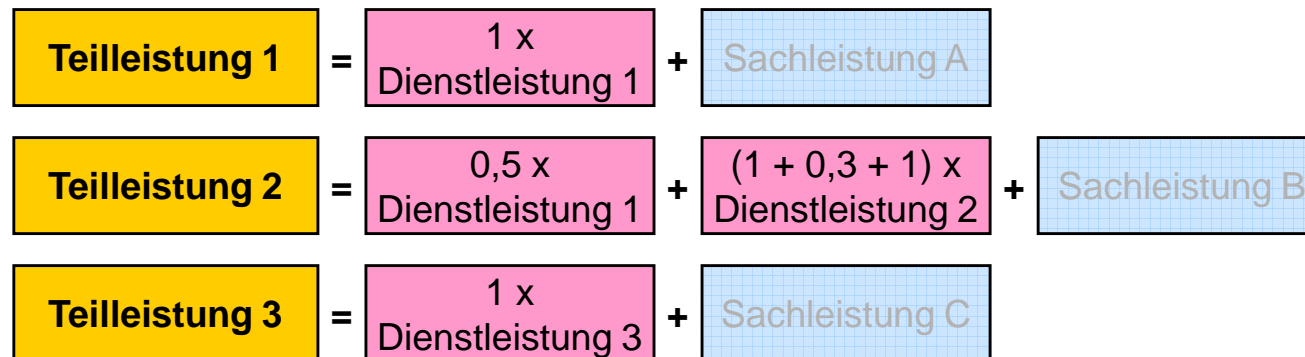 Teilleistung 1 = 1 x Dienstleistung 1 + Sachleistung A
Teilleistung 2 = 0,5 x Dienstleistung 1 + (1 + 0,3 + 1) x Dienstleistung 2 + Sachleistung B
Teilleistung 3 = 1 x Dienstleistung 3 + Sachleistung C